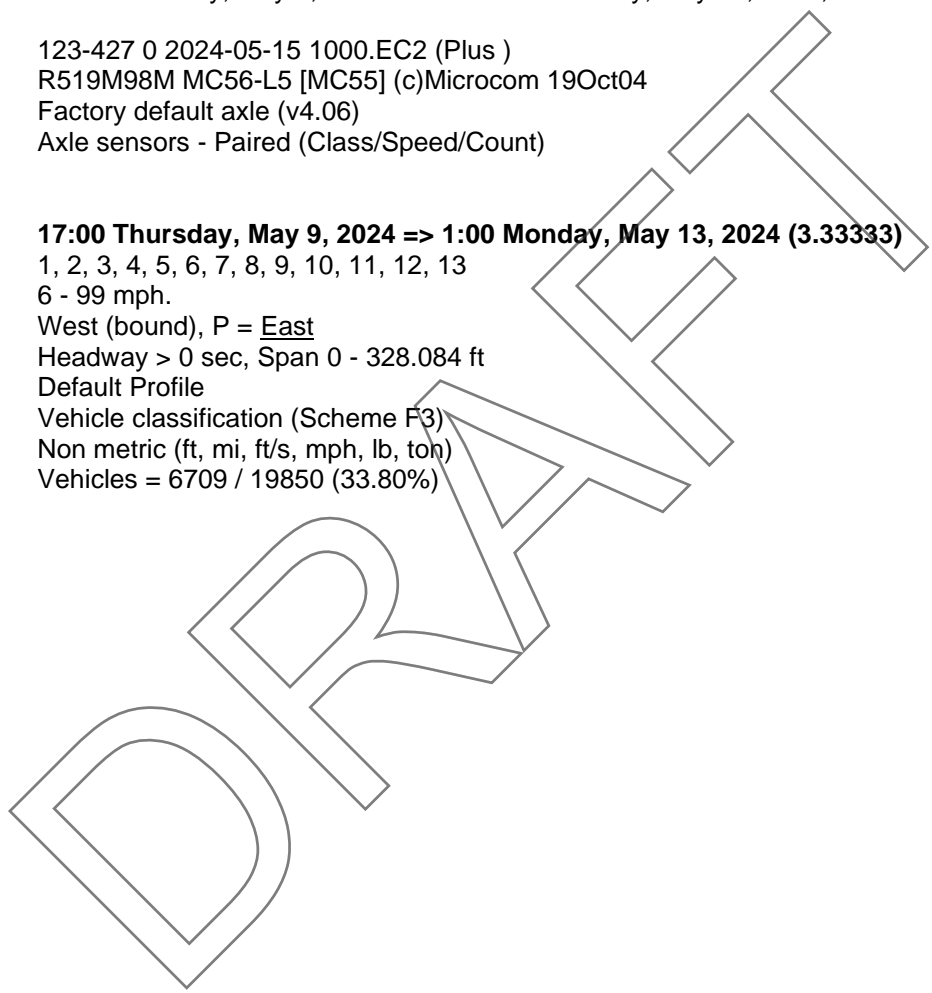 123-427 0 2024-05-15 1000.EC2 (Plus )
R519M98M MC56-L5 [MC55] (c)Microcom 19Oct04
Factory default axle (v4.06)
Axle sensors - Paired (Class/Speed/Count)
17:00 Thursday, May 9, 2024 => 1:00 Monday, May 13, 2024 (3.33333)
1, 2, 3, 4, 5, 6, 7, 8, 9, 10, 11, 12, 13
6 - 99 mph.
West (bound), P = East
Headway > 0 sec, Span 0 - 328.084 ft
Default Profile
Vehicle classification (Scheme F3)
Non metric (ft, mi, ft/s, mph, lb, ton)
Vehicles = 6709 / 19850 (33.80%)
DRAFT